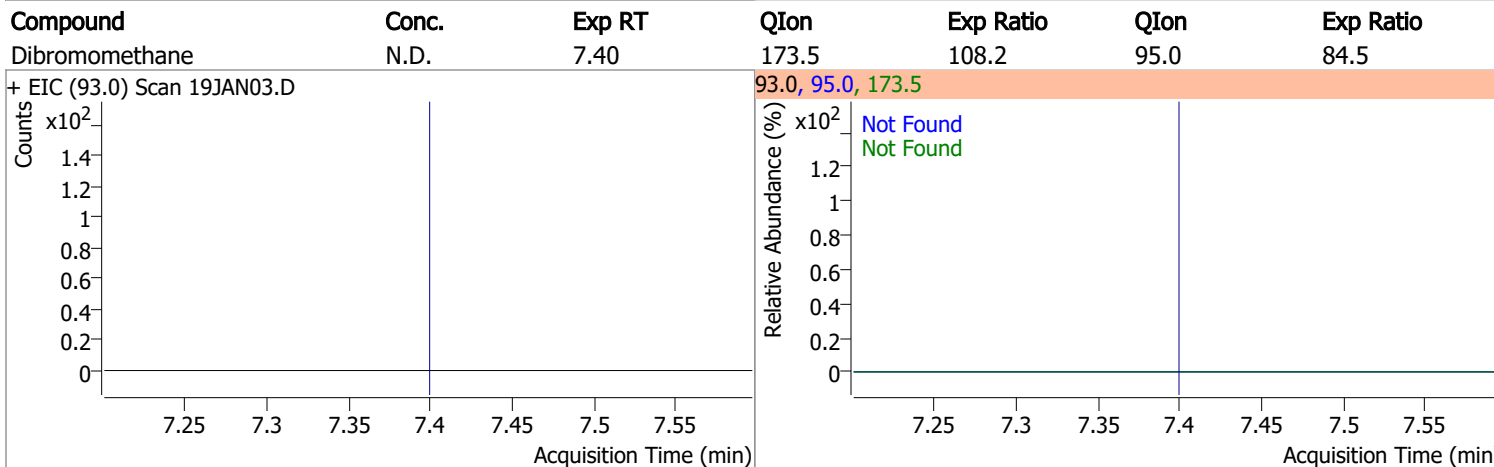 Compound Conc. Exp RT QIon Exp Ratio QIon Exp Ratio
Dibromomethane N.D. 7.40 173.5 108.2 95.0 84.5
+ EIC (93.0) Scan 19JAN03.D
Counts
x10²
1.4
1.2
1
0.8
0.6
0.4
0.2
0
7.25 7.3 7.35 7.4 7.45 7.5 7.55
Acquisition Time (min)
93.0, 95.0, 173.5
Relative Abundance (%)
x10²
Not Found
Not Found
1.2
1
0.8
0.6
0.4
0.2
0
7.25 7.3 7.35 7.4 7.45 7.5 7.55
Acquisition Time (min